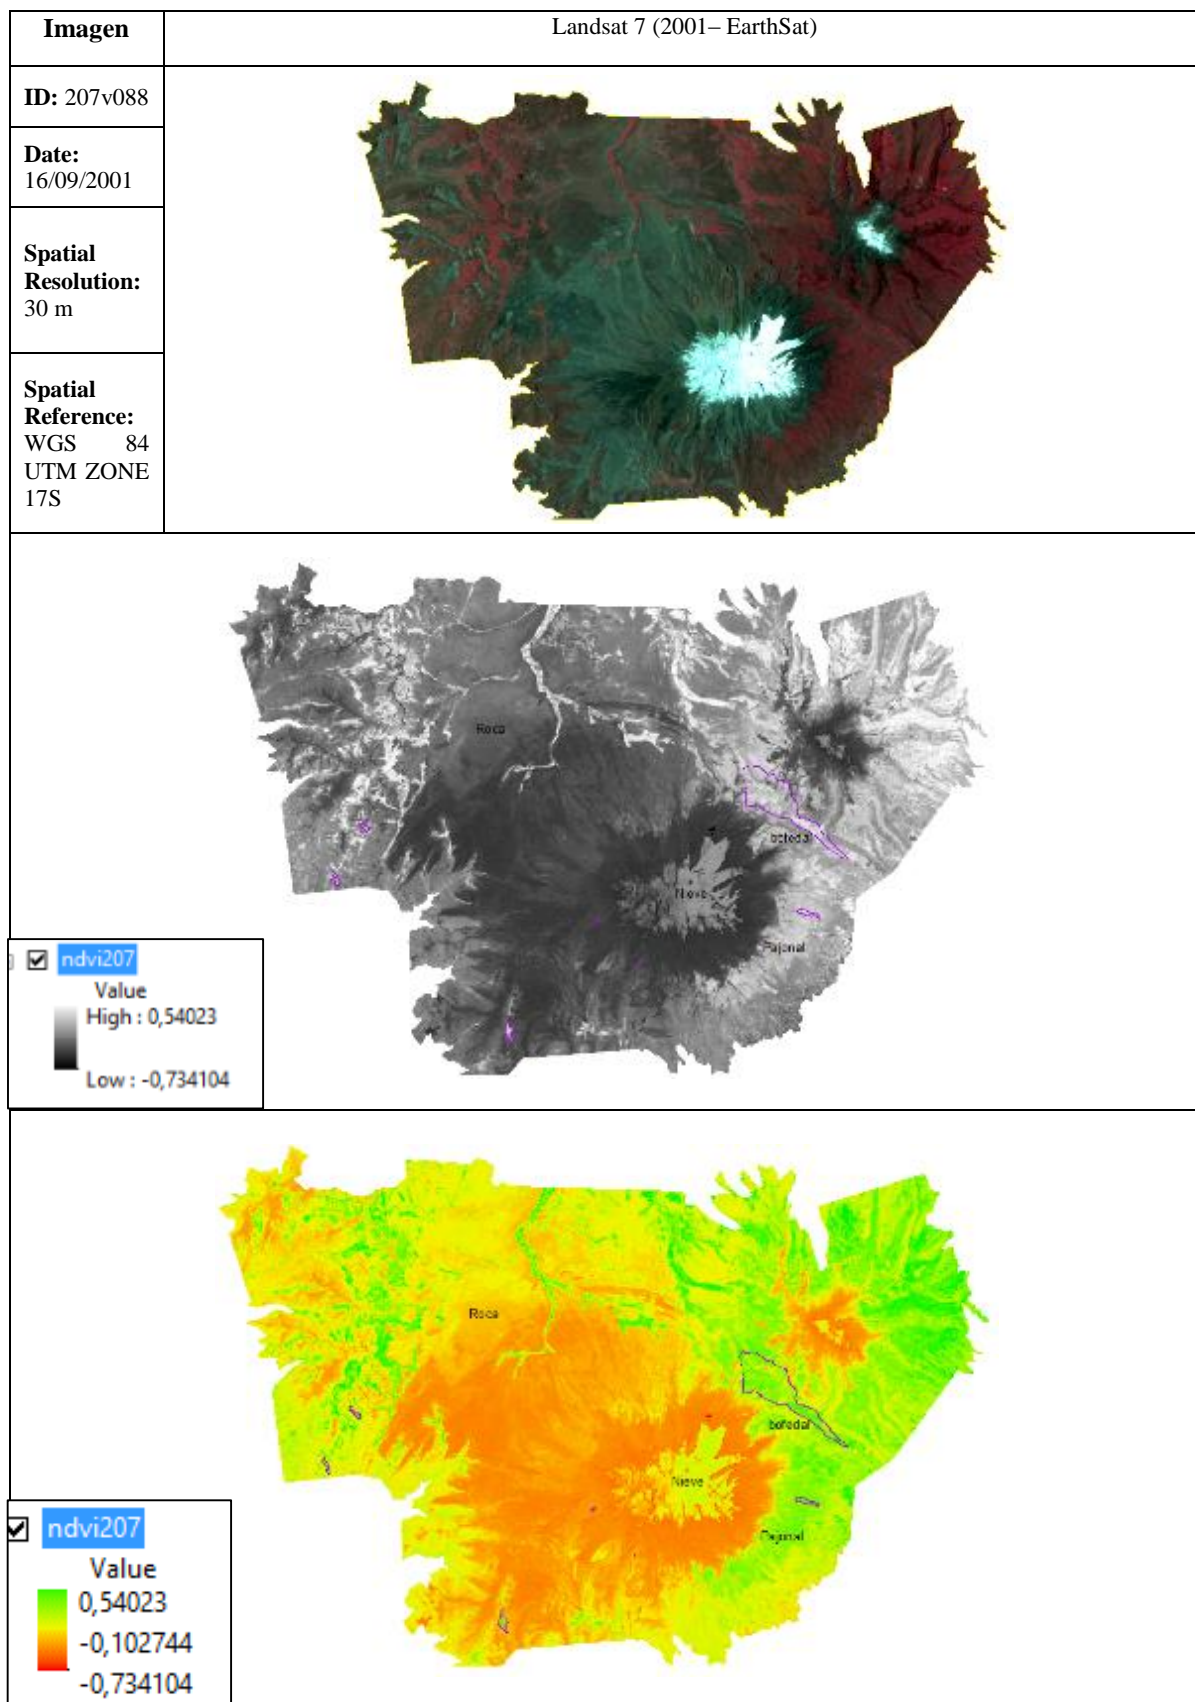 Imagen
Landsat 7 (2001– EarthSat)
ID: 207v088
Date:
16/09/2001
Spatial
Resolution:
30 m
Spatial
Reference:
WGS 84
UTM ZONE
17S
Roca
bofedal
Nieve
Pajonal
ndvi207
Value
High : 0,54023
Low : -0,734104
Roca
bofedal
Nieve
Pajonal
ndvi207
Value
0,54023
-0,102744
-0,734104